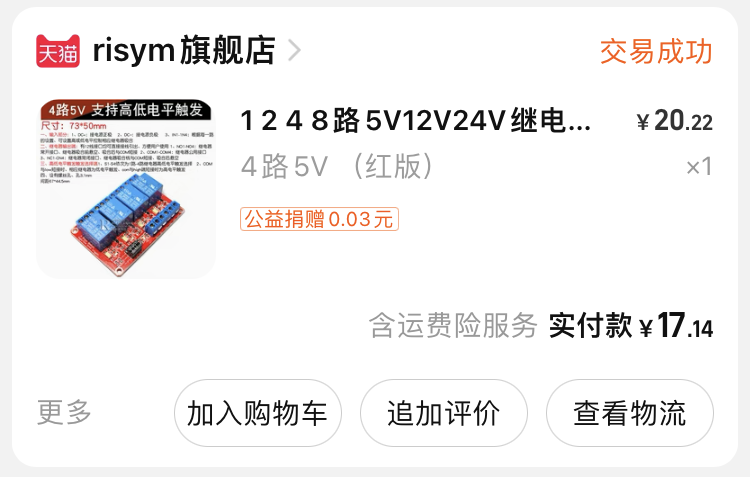 天猫 risym旗舰店
交易成功
4路5V 支持高低电平触发
尺寸：73*50mm
1 2 4 8路5V12V24V继电...
¥20.22
4路5V （红版）
×1
公益捐赠0.03元
含运费险服务 实付款¥17.14
更多
加入购物车
追加评价
查看物流